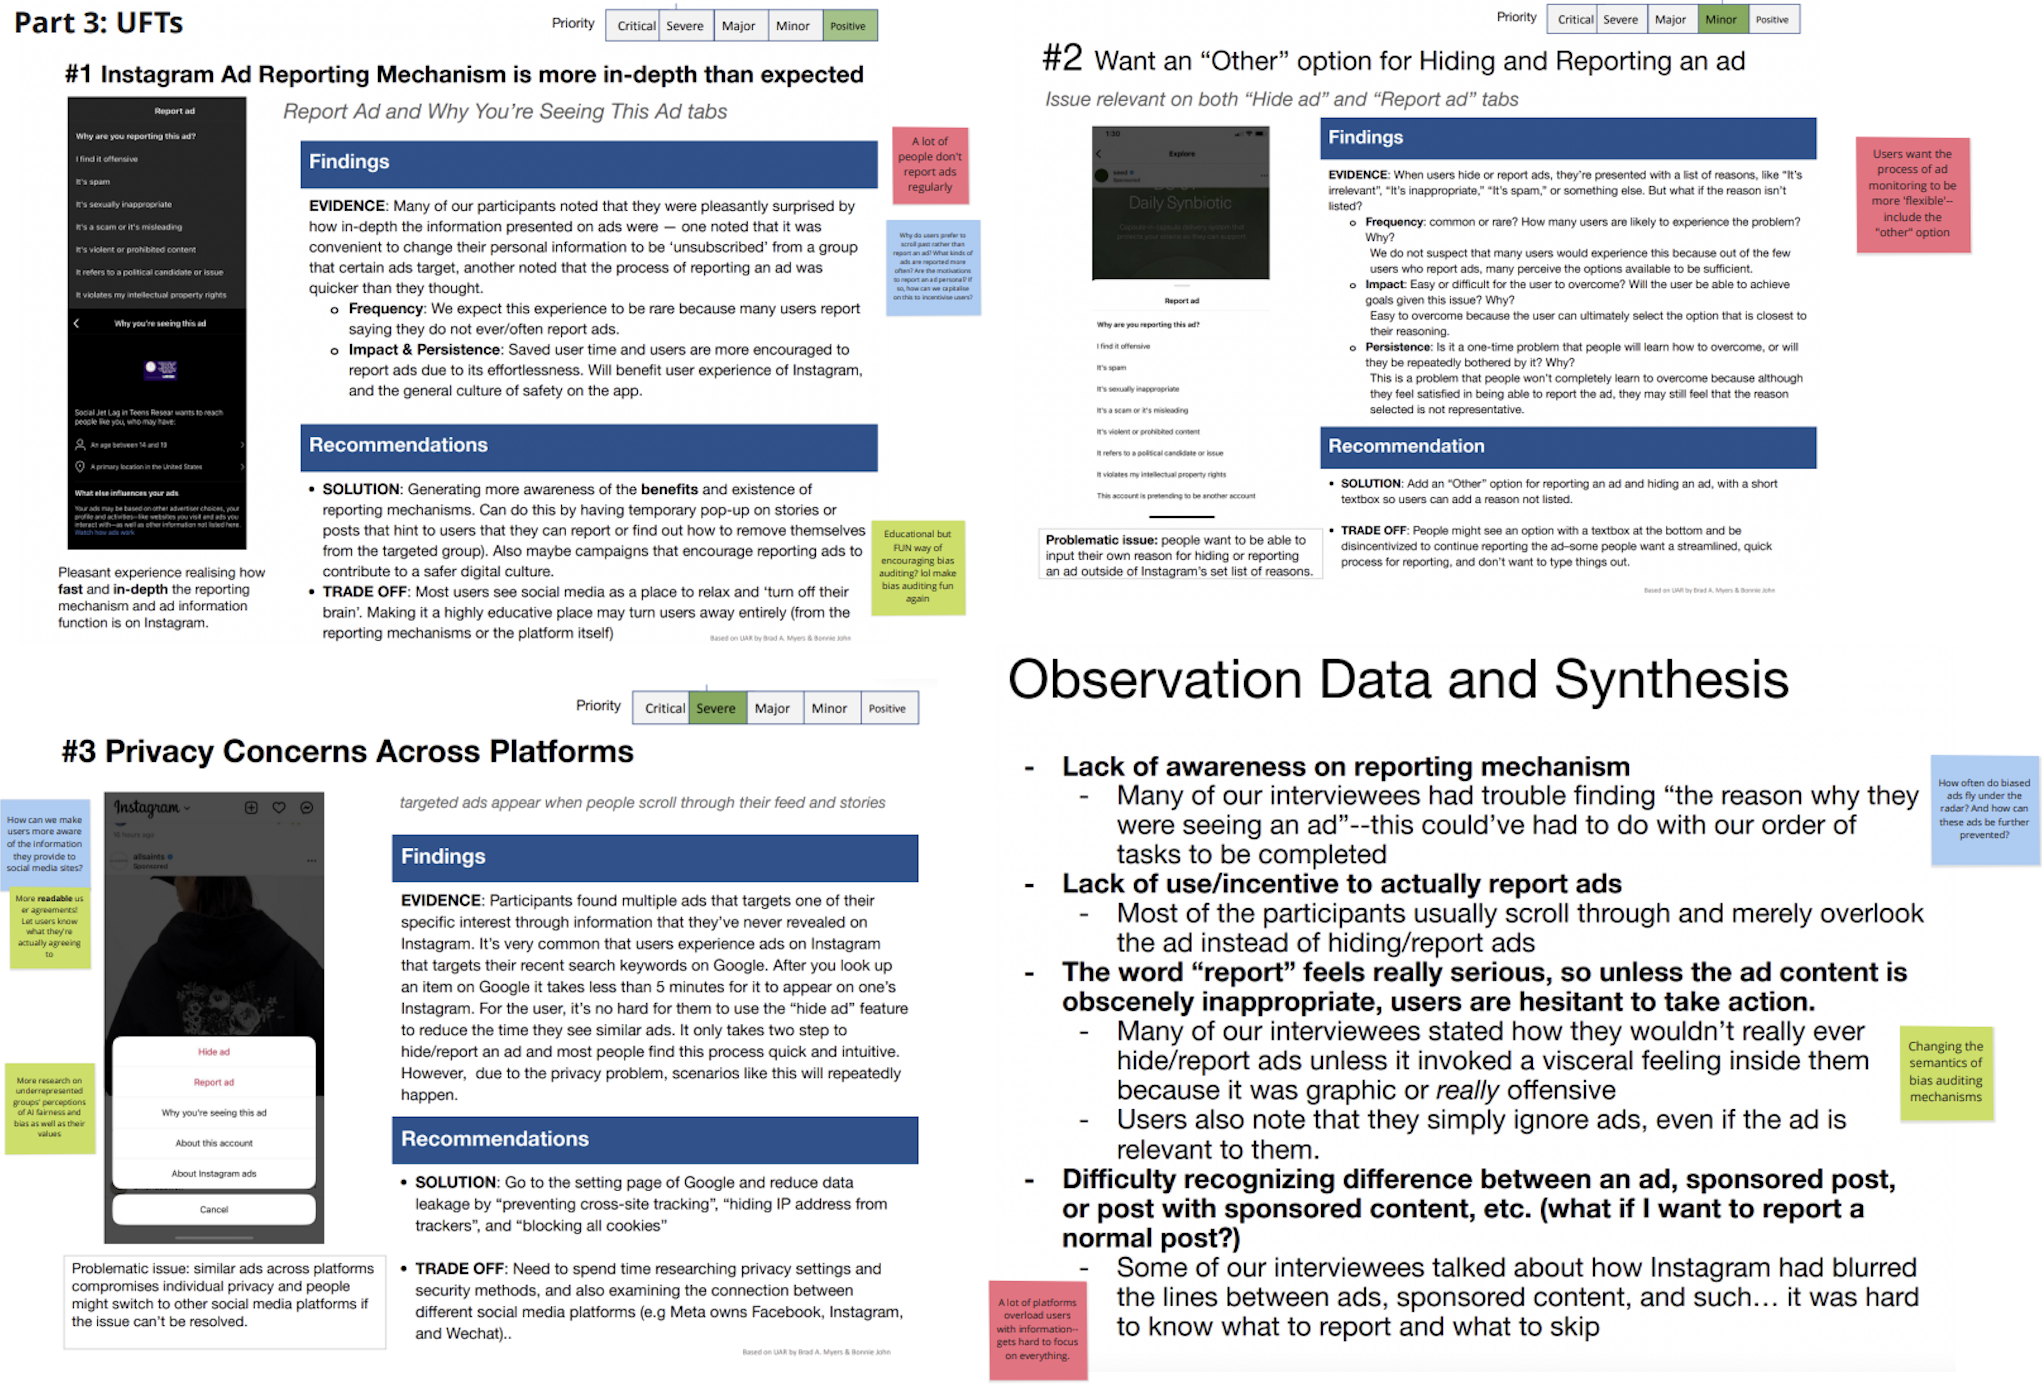 Part 3: UFTs
Priority
Critical
Severe
Major
Minor
Positive
#1 Instagram Ad Reporting Mechanism is more in-depth than expected
Report Ad and Why You're Seeing This Ad tabs
Report ad
Why are you reporting this ad?
I find it offensive
It's spam
It's sexually inappropriate
It's a scam or it's misleading
It's violent or prohibited content
It refers to a political candidate or issue
It violates my intellectual property rights
Why you're seeing this ad
Social Jet Lag in Teens Resear wants to reach
people like you, who may have:
An age between 14 and 19
A primary location in the United States
What else influences your ads
Your ads may be based on other advertiser choices, your
profile and activities—like websites you visit and ads you
interact with—as well as other information not listed here.
Watch how ads work
Pleasant experience realising how
fast and in-depth the reporting
mechanism and ad information
function is on Instagram.
Findings
EVIDENCE: Many of our participants noted that they were pleasantly surprised by
how in-depth the information presented on ads were — one noted that it was
convenient to change their personal information to be 'unsubscribed' from a group
that certain ads target, another noted that the process of reporting an ad was
quicker than they thought.
o Frequency: We expect this experience to be rare because many users report
saying they do not ever/often report ads.
o Impact & Persistence: Saved user time and users are more encouraged to
report ads due to its effortlessness. Will benefit user experience of Instagram,
and the general culture of safety on the app.
Recommendations
• SOLUTION: Generating more awareness of the benefits and existence of
reporting mechanisms. Can do this by having temporary pop-up on stories or
posts that hint to users that they can report or find out how to remove themselves
from the targeted group). Also maybe campaigns that encourage reporting ads to
contribute to a safer digital culture.
• TRADE OFF: Most users see social media as a place to relax and 'turn off their
brain'. Making it a highly educative place may turn users away entirely (from the
reporting mechanisms or the platform itself)
Based on UAR by Brad A. Myers & Bonnie John
A lot of
people don't
report ads
regularly
Why do users prefer to
scroll past rather than
report an ad? What kinds of
ads are reported more
often? Are the motivations
to report an ad personal? If
so, how can we capitalise
on this to incentivise users?
Educational but
FUN way of
encouraging bias
auditing? lol make
bias auditing fun
again
Priority
Critical
Severe
Major
Minor
Positive
#2 Want an “Other” option for Hiding and Reporting an ad
Issue relevant on both “Hide ad” and “Report ad” tabs
1:30
Explore
seed
Sponsored
Daily Synbiotic
Report ad
Why are you reporting this ad?
I find it offensive
It's spam
It's sexually inappropriate
It's a scam or it's misleading
It's violent or prohibited content
It refers to a political candidate or issue
It violates my intellectual property rights
This account is pretending to be another account
Problematic issue: people want to be able to
input their own reason for hiding or reporting
an ad outside of Instagram's set list of reasons.
Findings
EVIDENCE: When users hide or report ads, they're presented with a list of reasons, like “It's
irrelevant”, “It's inappropriate,” “It's spam,” or something else. But what if the reason isn't
listed?
o Frequency: common or rare? How many users are likely to experience the problem?
Why?
We do not suspect that many users would experience this because out of the few
users who report ads, many perceive the options available to be sufficient.
o Impact: Easy or difficult for the user to overcome? Will the user be able to achieve
goals given this issue? Why?
Easy to overcome because the user can ultimately select the option that is closest to
their reasoning.
o Persistence: Is it a one-time problem that people will learn how to overcome, or will
they be repeatedly bothered by it? Why?
This is a problem that people won't completely learn to overcome because although
they feel satisfied in being able to report the ad, they may still feel that the reason
selected is not representative.
Recommendation
• SOLUTION: Add an “Other” option for reporting an ad and hiding an ad, with a short
textbox so users can add a reason not listed.
• TRADE OFF: People might see an option with a textbox at the bottom and be
disincentivized to continue reporting the ad–some people want a streamlined, quick
process for reporting, and don't want to type things out.
Based on UAR by Brad A. Myers & Bonnie John
Users want the
process of ad
monitoring to be
more 'flexible'--
include the
"other" option
Priority
Critical
Severe
Major
Minor
Positive
#3 Privacy Concerns Across Platforms
targeted ads appear when people scroll through their feed and stories
How can we make
users more aware
of the information
they provide to
social media sites?
More readable us
er agreements!
Let users know
what they're
actually agreeing
to
More research on
underrepresented
groups' perceptions
of AI fairness and
bias as well as their
values
Instagram
16 hours ago
allsaints
Sponsored
Hide ad
Report ad
Why you're seeing this ad
About this account
About Instagram ads
Cancel
Problematic issue: similar ads across platforms
compromises individual privacy and people
might switch to other social media platforms if
the issue can't be resolved.
Findings
EVIDENCE: Participants found multiple ads that targets one of their
specific interest through information that they've never revealed on
Instagram. It's very common that users experience ads on Instagram
that targets their recent search keywords on Google. After you look up
an item on Google it takes less than 5 minutes for it to appear on one's
Instagram. For the user, it's no hard for them to use the “hide ad” feature
to reduce the time they see similar ads. It only takes two step to
hide/report an ad and most people find this process quick and intuitive.
However, due to the privacy problem, scenarios like this will repeatedly
happen.
Recommendations
• SOLUTION: Go to the setting page of Google and reduce data
leakage by “preventing cross-site tracking”, “hiding IP address from
trackers”, and “blocking all cookies”
• TRADE OFF: Need to spend time researching privacy settings and
security methods, and also examining the connection between
different social media platforms (e.g Meta owns Facebook, Instagram,
and Wechat)..
Based on UAR by Brad A. Myers & Bonnie John
Observation Data and Synthesis
- Lack of awareness on reporting mechanism
- Many of our interviewees had trouble finding “the reason why they
were seeing an ad”--this could've had to do with our order of
tasks to be completed
- Lack of use/incentive to actually report ads
- Most of the participants usually scroll through and merely overlook
the ad instead of hiding/report ads
- The word “report” feels really serious, so unless the ad content is
obscenely inappropriate, users are hesitant to take action.
- Many of our interviewees stated how they wouldn't really ever
hide/report ads unless it invoked a visceral feeling inside them
because it was graphic or really offensive
- Users also note that they simply ignore ads, even if the ad is
relevant to them.
- Difficulty recognizing difference between an ad, sponsored post,
or post with sponsored content, etc. (what if I want to report a
normal post?)
- Some of our interviewees talked about how Instagram had blurred
the lines between ads, sponsored content, and such... it was hard
to know what to report and what to skip
How often do biased
ads fly under the
radar? And how can
these ads be further
prevented?
Changing the
semantics of
bias auditing
mechanisms
A lot of platforms
overload users
with information--
gets hard to focus
on everything.